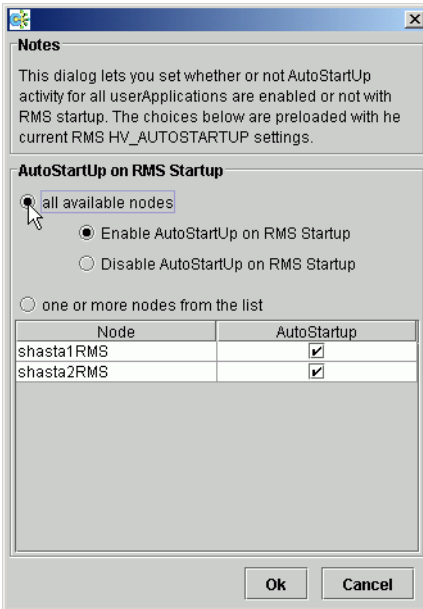 Notes
This dialog lets you set whether or not AutoStartUp
activity for all userApplications are enabled or not with
RMS startup. The choices below are preloaded with he
current RMS HV_AUTOSTARTUP settings.
AutoStartUp on RMS Startup
all available nodes
Enable AutoStartUp on RMS Startup
Disable AutoStartUp on RMS Startup
one or more nodes from the list
Node AutoStartup
shasta1RMS
shasta2RMS
Ok Cancel